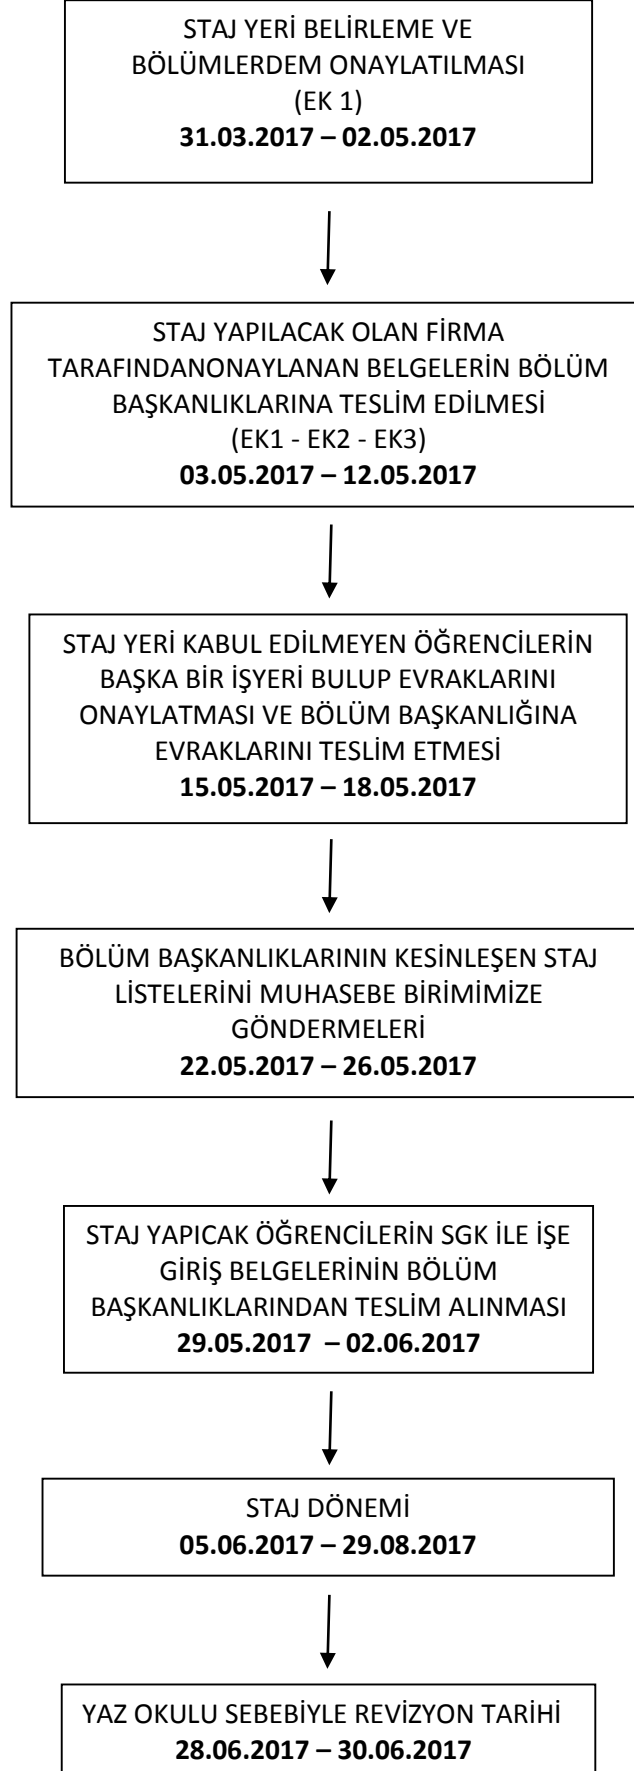 STAJ YERİ BELİRLEME VE
BÖLÜMLERDEM ONAYLATILMASI
(EK 1)
31.03.2017 – 02.05.2017
STAJ YAPILACAK OLAN FİRMA
TARAFINDANONAYLANAN BELGELERİN BÖLÜM
BAŞKANLIKLARINA TESLİM EDİLMESİ
(EK1 - EK2 - EK3)
03.05.2017 – 12.05.2017
STAJ YERİ KABUL EDİLMEYEN ÖĞRENCİLERİN
BAŞKA BİR İŞYERİ BULUP EVRAKLARINI
ONAYLATMASI VE BÖLÜM BAŞKANLIĞINA
EVRAKLARINI TESLİM ETMESİ
15.05.2017 – 18.05.2017
BÖLÜM BAŞKANLIKLARININ KESİNLEŞEN STAJ
LİSTELERİNİ MUHASEBE BİRİMİMİZE
GÖNDERMELERİ
22.05.2017 – 26.05.2017
STAJ YAPICAK ÖĞRENCİLERİN SGK İLE İŞE
GİRİŞ BELGELERİNİN BÖLÜM
BAŞKANLIKLARINDAN TESLİM ALINMASI
29.05.2017  – 02.06.2017
STAJ DÖNEMİ
05.06.2017 – 29.08.2017
YAZ OKULU SEBEBİYLE REVİZYON TARİHİ
28.06.2017 – 30.06.2017